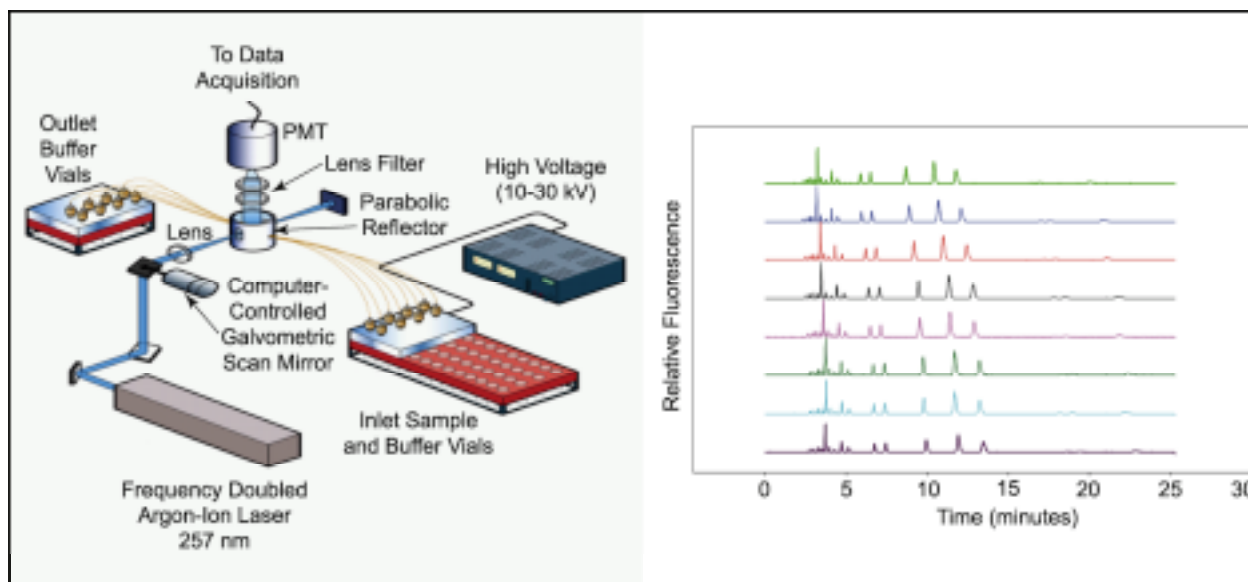 To Data
Acquisition
PMT
Outlet
Buffer
Vials
Lens Filter
High Voltage
(10-30 kV)
Parabolic
Reflector
Lens
Computer-
Controlled
Galvometric
Scan Mirror
Inlet Sample
and Buffer Vials
Frequency Doubled
Argon-Ion Laser
257 nm
Relative Fluorescence
0 5 10 15 20 25 30
Time (minutes)